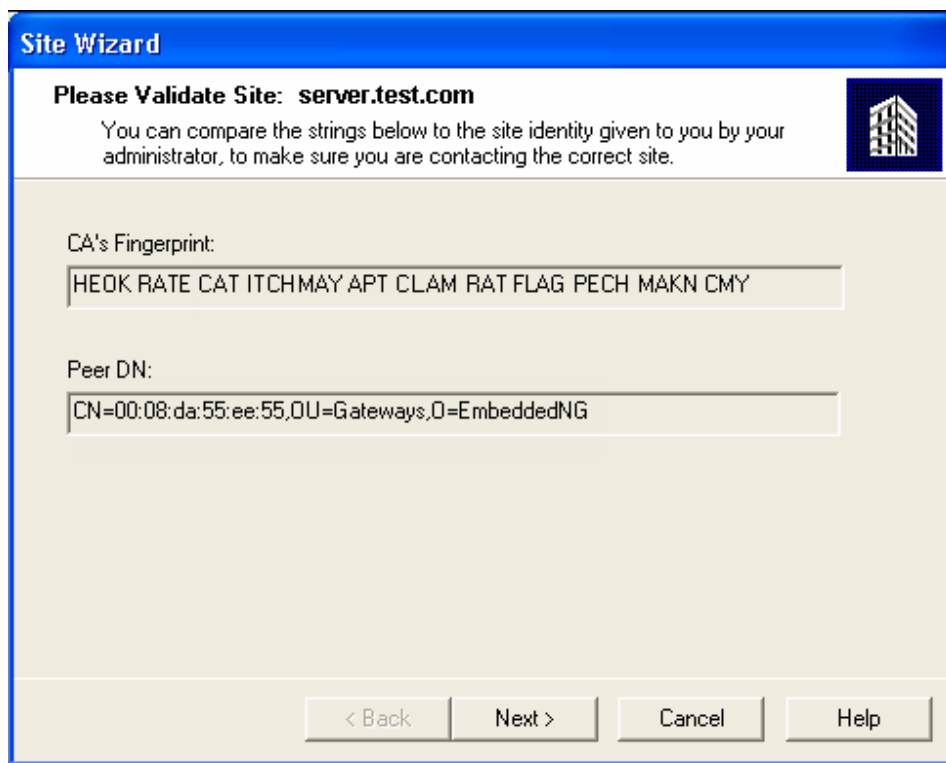 Site Wizard
Please Validate Site: server.test.com
You can compare the strings below to the site identity given to you by your
administrator, to make sure you are contacting the correct site.
CA's Fingerprint:
HEOK RATE CAT ITCHMAY APT CLAM RAT FLAG PECH MAKN CMY
Peer DN:
CN=00:08:da:55:ee:55,OU=Gateways,O=EmbeddedNG
< Back Next > Cancel Help